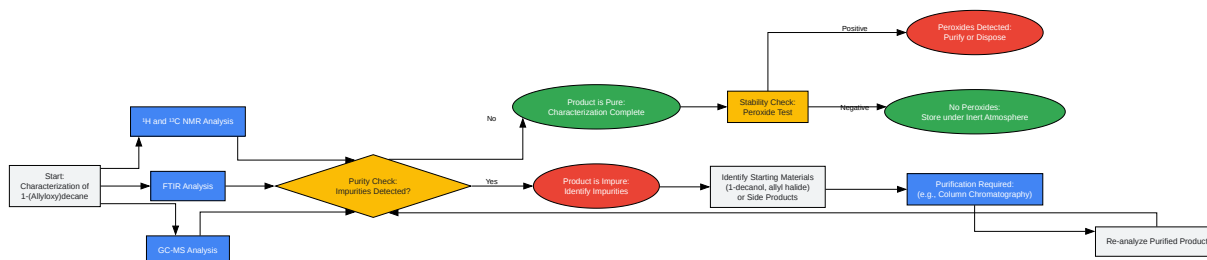 Start:
Characterization of
1-(Allyloxy)decane
¹H and ¹³C NMR Analysis
FTIR Analysis
GC-MS Analysis
Purity Check:
Impurities Detected?
No
Product is Pure:
Characterization Complete
Stability Check:
Peroxide Test
Positive
Peroxides Detected:
Purify or Dispose
Negative
No Peroxides:
Store under Inert Atmosphere
Yes
Product is Impure:
Identify Impurities
Identify Starting Materials
(1-decanol, allyl halide)
or Side Products
Purification Required:
(e.g., Column Chromatography)
Re-analyze Purified Product